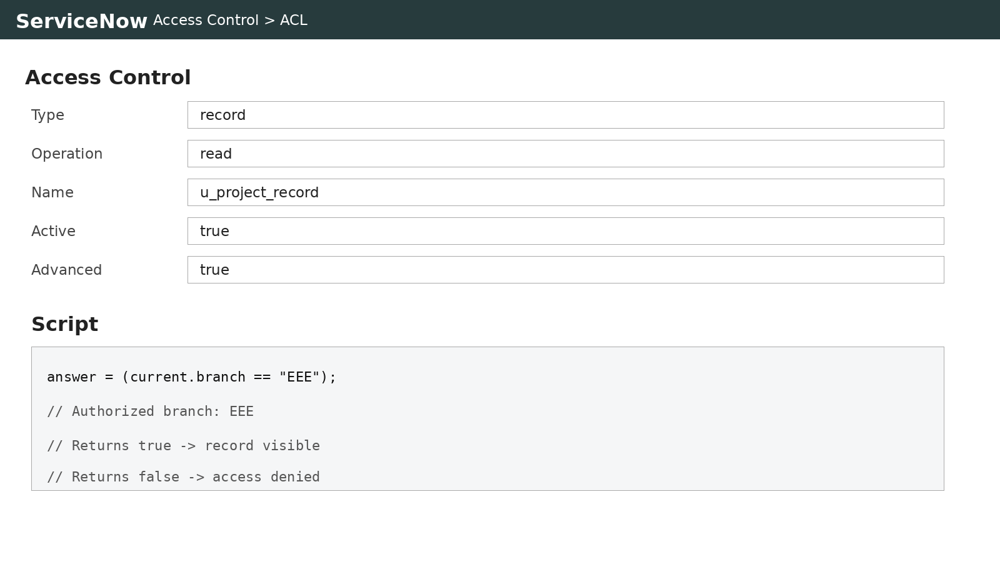 ServiceNow Access Control > ACL
Access Control
Type record
Operation read
Name u_project_record
Active true
Advanced true
Script
answer = (current.branch == "EEE");
// Authorized branch: EEE
// Returns true -> record visible
// Returns false -> access denied